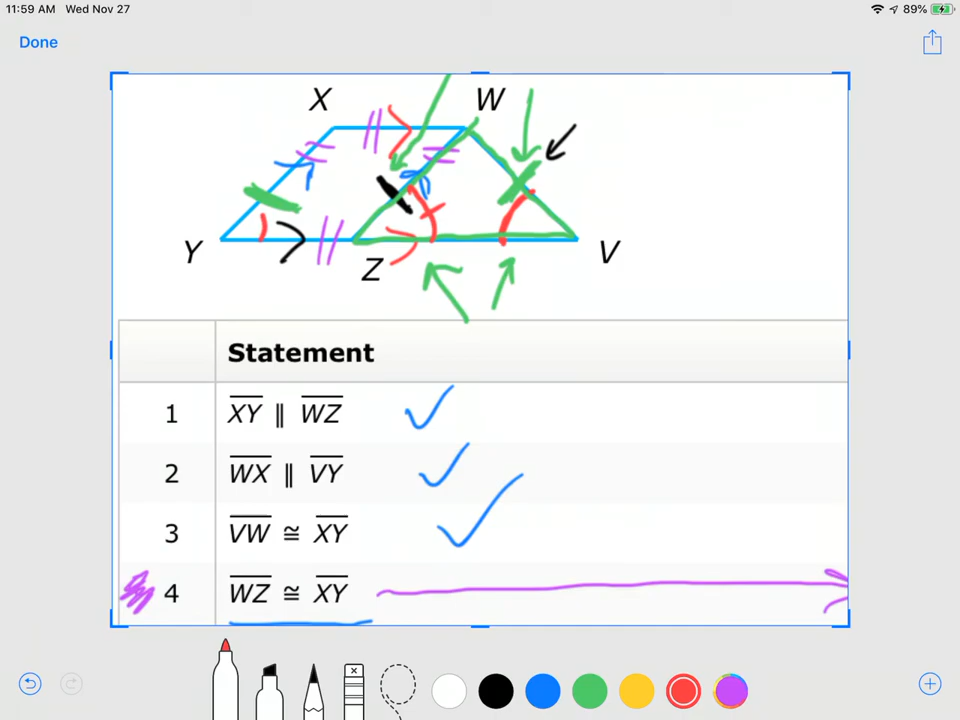 11:59 AM Wed Nov 27
89%
Done
X
W
Y
Z
V
Statement
1 XY ∥ WZ
2 WX ∥ VY
3 VW ≅ XY
4 WZ ≅ XY